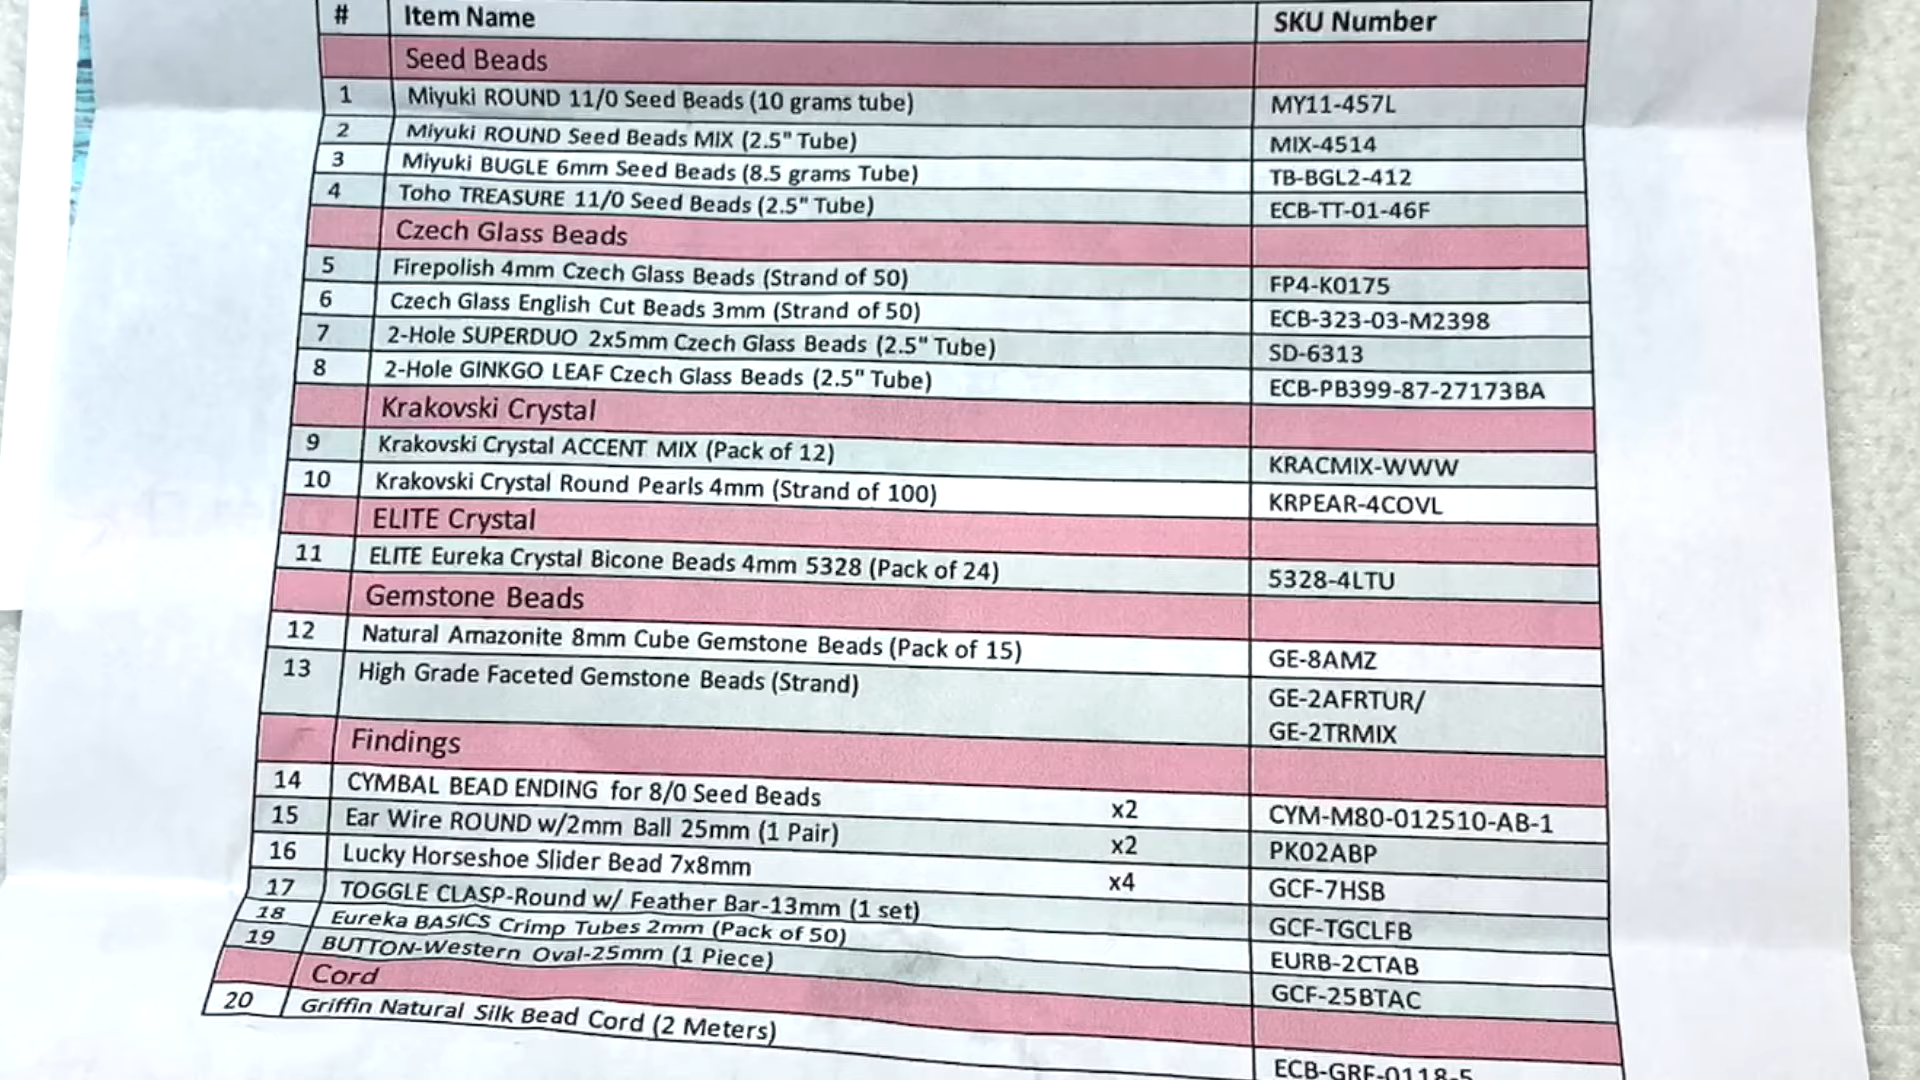 # Item Name SKU Number
Seed Beads
1 Miyuki ROUND 11/0 Seed Beads (10 grams tube) MY11-457L
2 Miyuki ROUND Seed Beads MIX (2.5" Tube) MIX-4514
3 Miyuki BUGLE 6mm Seed Beads (8.5 grams Tube) TB-BGL2-412
4 Toho TREASURE 11/0 Seed Beads (2.5" Tube) ECB-TT-01-46F
Czech Glass Beads
5 Firepolish 4mm Czech Glass Beads (Strand of 50) FP4-K0175
6 Czech Glass English Cut Beads 3mm (Strand of 50) ECB-323-03-M2398
7 2-Hole SUPERDUO 2x5mm Czech Glass Beads (2.5" Tube) SD-6313
8 2-Hole GINKGO LEAF Czech Glass Beads (2.5" Tube) ECB-PB399-87-27173BA
Krakovski Crystal
9 Krakovski Crystal ACCENT MIX (Pack of 12) KRACMIX-WWW
10 Krakovski Crystal Round Pearls 4mm (Strand of 100) KRPEAR-4COVL
ELITE Crystal
11 ELITE Eureka Crystal Bicone Beads 4mm 5328 (Pack of 24) 5328-4LTU
Gemstone Beads
12 Natural Amazonite 8mm Cube Gemstone Beads (Pack of 15) GE-8AMZ
13 High Grade Faceted Gemstone Beads (Strand) GE-2AFRTUR/
GE-2TRMIX
Findings
14 CYMBAL BEAD ENDING for 8/0 Seed Beads x2 CYM-M80-012510-AB-1
15 Ear Wire ROUND w/2mm Ball 25mm (1 Pair) x2 PK02ABP
16 Lucky Horseshoe Slider Bead 7x8mm x4 GCF-7HSB
17 TOGGLE CLASP-Round w/ Feather Bar-13mm (1 set) GCF-TGCLFB
18 Eureka BASICS Crimp Tubes 2mm (Pack of 50) EURB-2CTAB
19 BUTTON-Western Oval-25mm (1 Piece) GCF-25BTAC
Cord
20 Griffin Natural Silk Bead Cord (2 Meters) ECB-GRF-0118-5